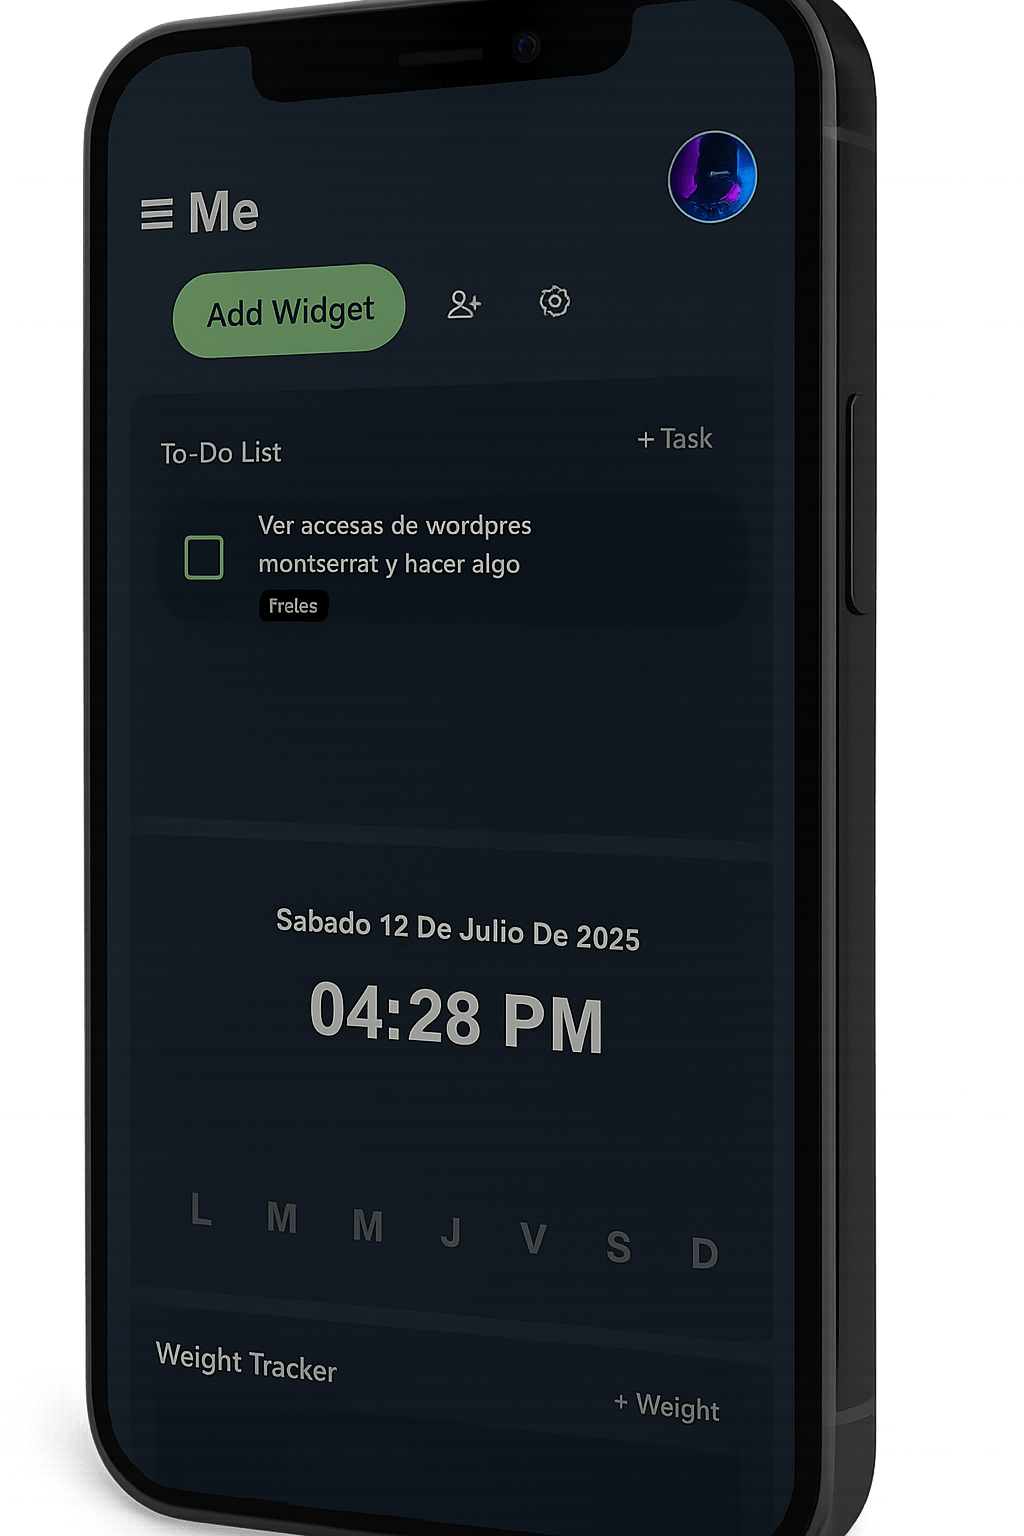 Me
Add Widget
To-Do List
+ Task
Ver accesas de wordpres
montserrat y hacer algo
Freles
Sabado 12 De Julio De 2025
04:28 PM
L M M J V S D
Weight Tracker
+ Weight